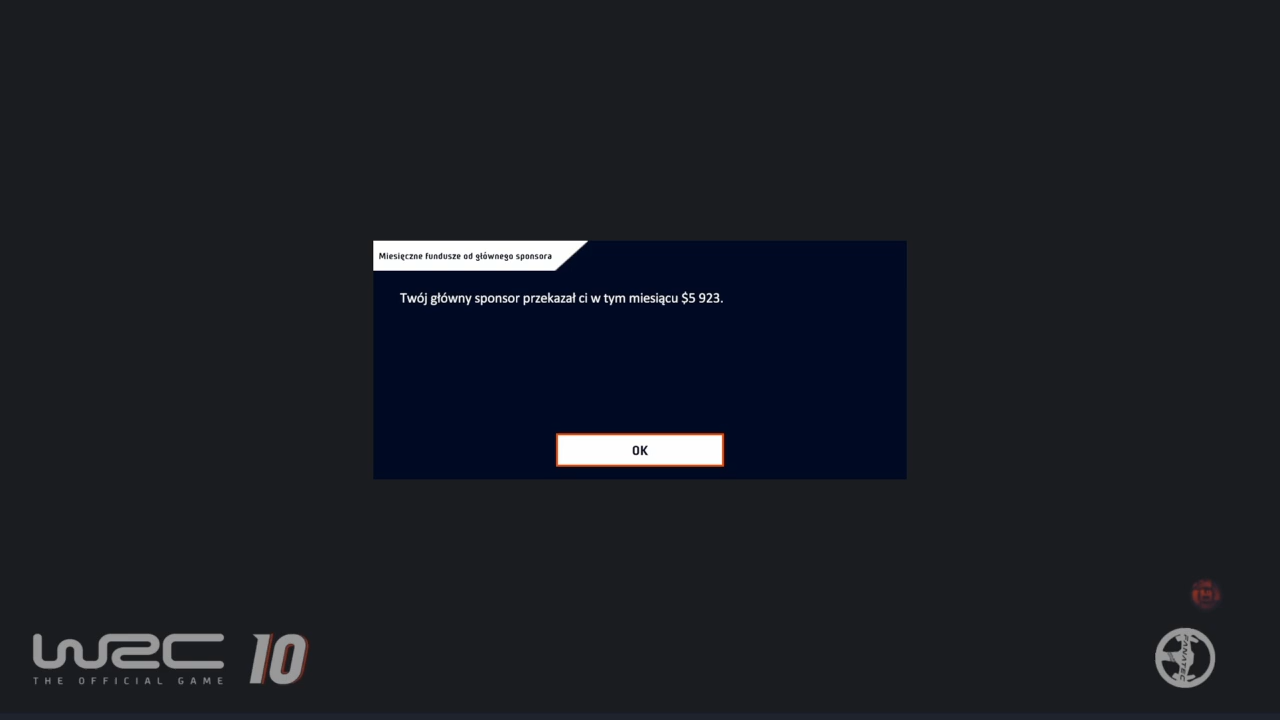 Miesięczne fundusze od głównego sponsora
Twój główny sponsor przekazał ci w tym miesiącu $5 923.
OK
WRC 10
THE OFFICIAL GAME
FANATEC